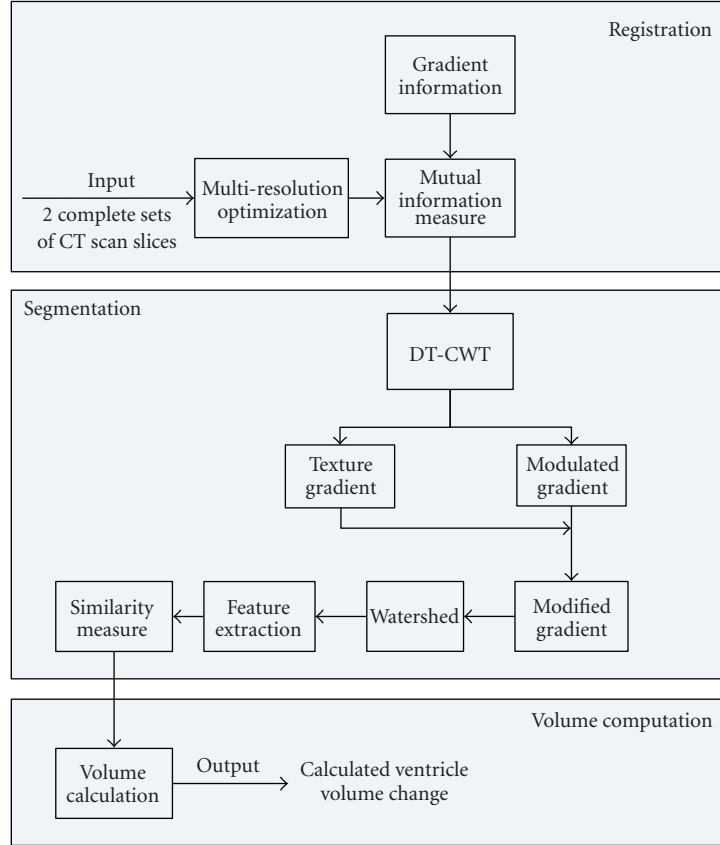 Registration
Gradient
information
Input
2 complete sets
of CT scan slices
Multi-resolution
optimization
Mutual
information
measure
Segmentation
DT-CWT
Texture
gradient
Modulated
gradient
Similarity
measure
Feature
extraction
Watershed
Modified
gradient
Volume computation
Volume
calculation
Output
Calculated ventricle
volume change